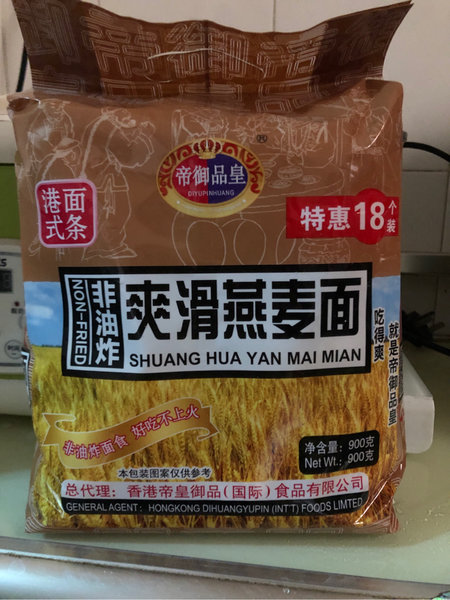 帝御品皇
DIYUPINHUANG
®
港式
面条
特惠18个装
非油炸
NON-FRIED
爽滑燕麦面
SHUANG HUA YAN MAI MIAN
吃得爽
就是帝御品皇
非油炸面食 好吃不上火
净含量: 900克
Net Wt.: 900克
本包装图案仅供参考
总代理: 香港帝皇御品(国际)食品有限公司
GENERAL AGENT: HONGKONG DIHUANGYUPIN (INT'T) FOODS LIMTED